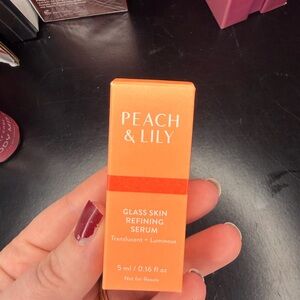 PEACH
& LILY
GLASS SKIN
REFINING
SERUM
Translucent + Luminous
5 ml / 0.16 fl oz
Not for Resale